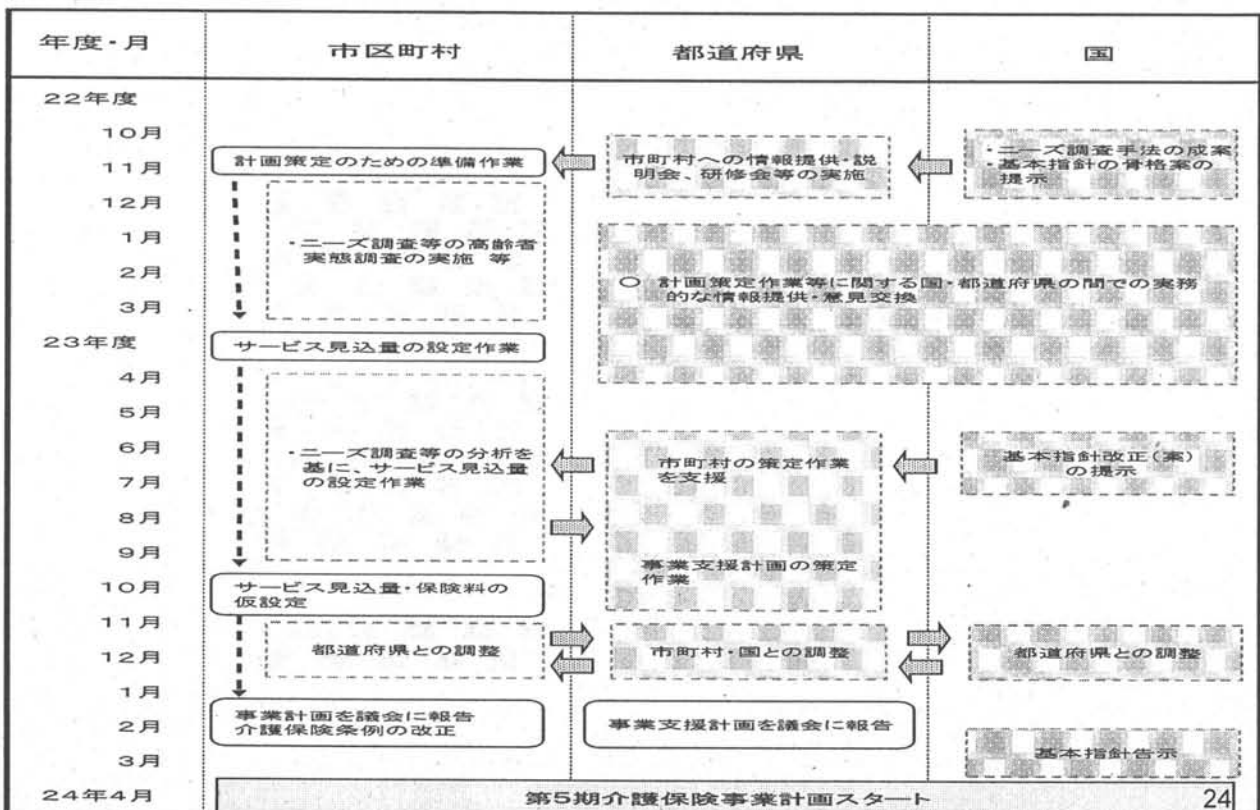 年度・月
市区町村
都道府県
国
22年度
10月
11月
12月
1月
2月
3月
23年度
4月
5月
6月
7月
8月
9月
10月
11月
12月
1月
2月
3月
24年4月
計画策定のための準備作業
・ニーズ調査等の高齢者
実態調査の実施 等
サービス見込量の設定作業
・ニーズ調査等の分析を
基に、サービス見込量
の設定作業
サービス見込量・保険料の
仮設定
都道府県との調整
事業計画を議会に報告
介護保険条例の改正
市町村への情報提供・説
明会、研修会等の実施
○ 計画策定作業等に関する国・都道府県の間での実務
的な情報提供・意見交換
市町村の策定作業
を支援
事業支援計画の策定
作業
市町村・国との調整
事業支援計画を議会に報告
・ニーズ調査手法の成案
・基本指針の骨格案の
提示
基本指針改正(案)
の提示
都道府県との調整
基本指針告示
第5期介護保険事業計画スタート
24